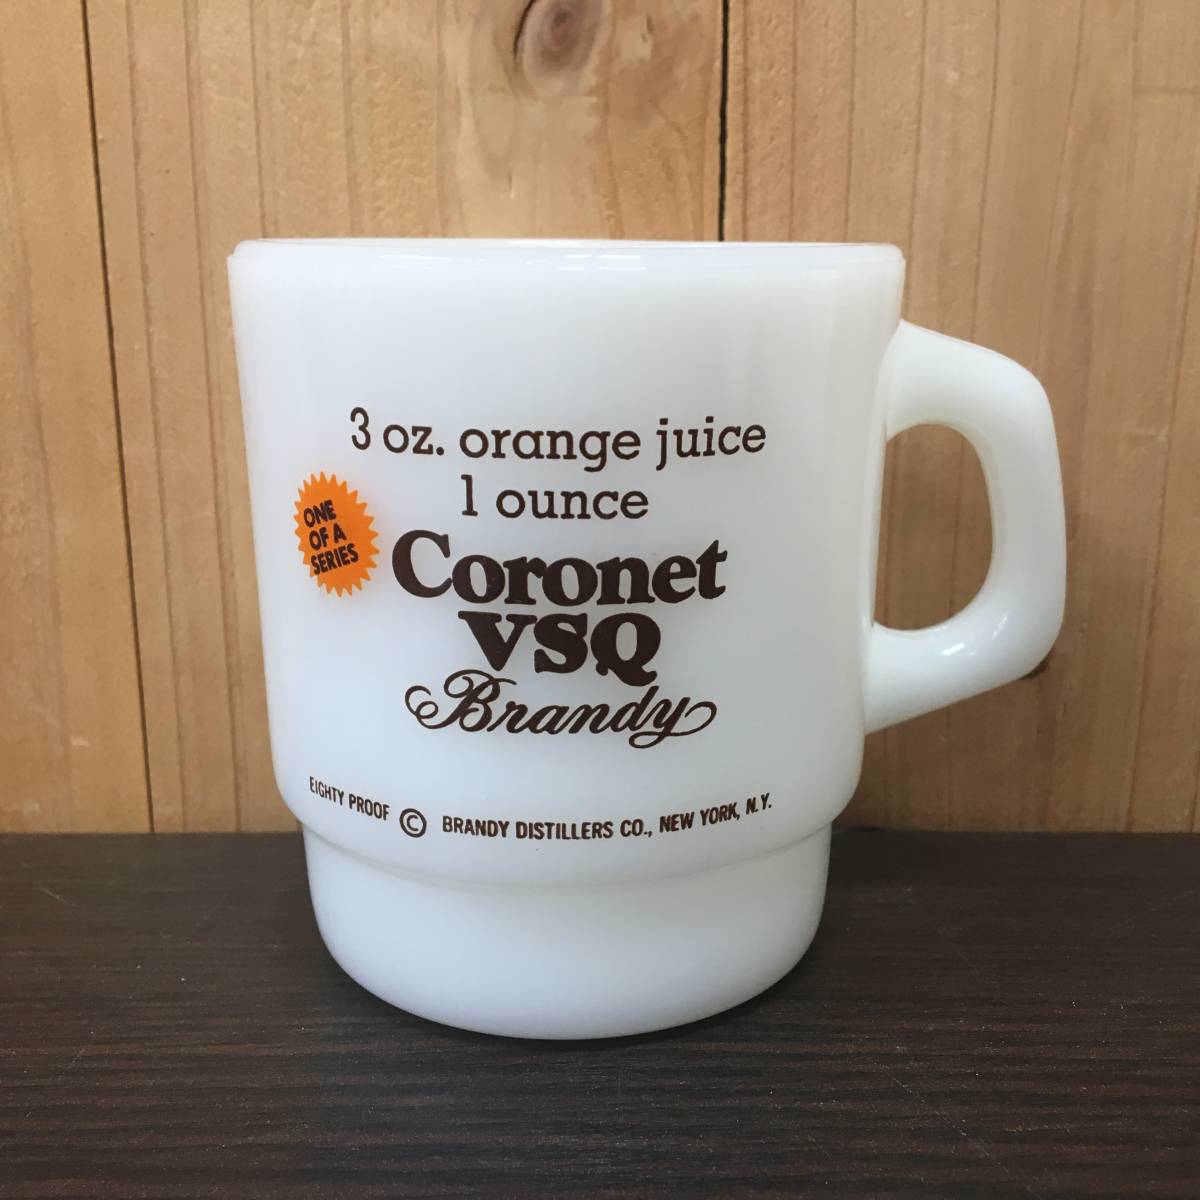 3 oz. orange juice
1 ounce
ONE
OF A
SERIES
Coronet
VSQ
Brandy
EIGHTY PROOF © BRANDY DISTILLERS CO., NEW YORK, N.Y.